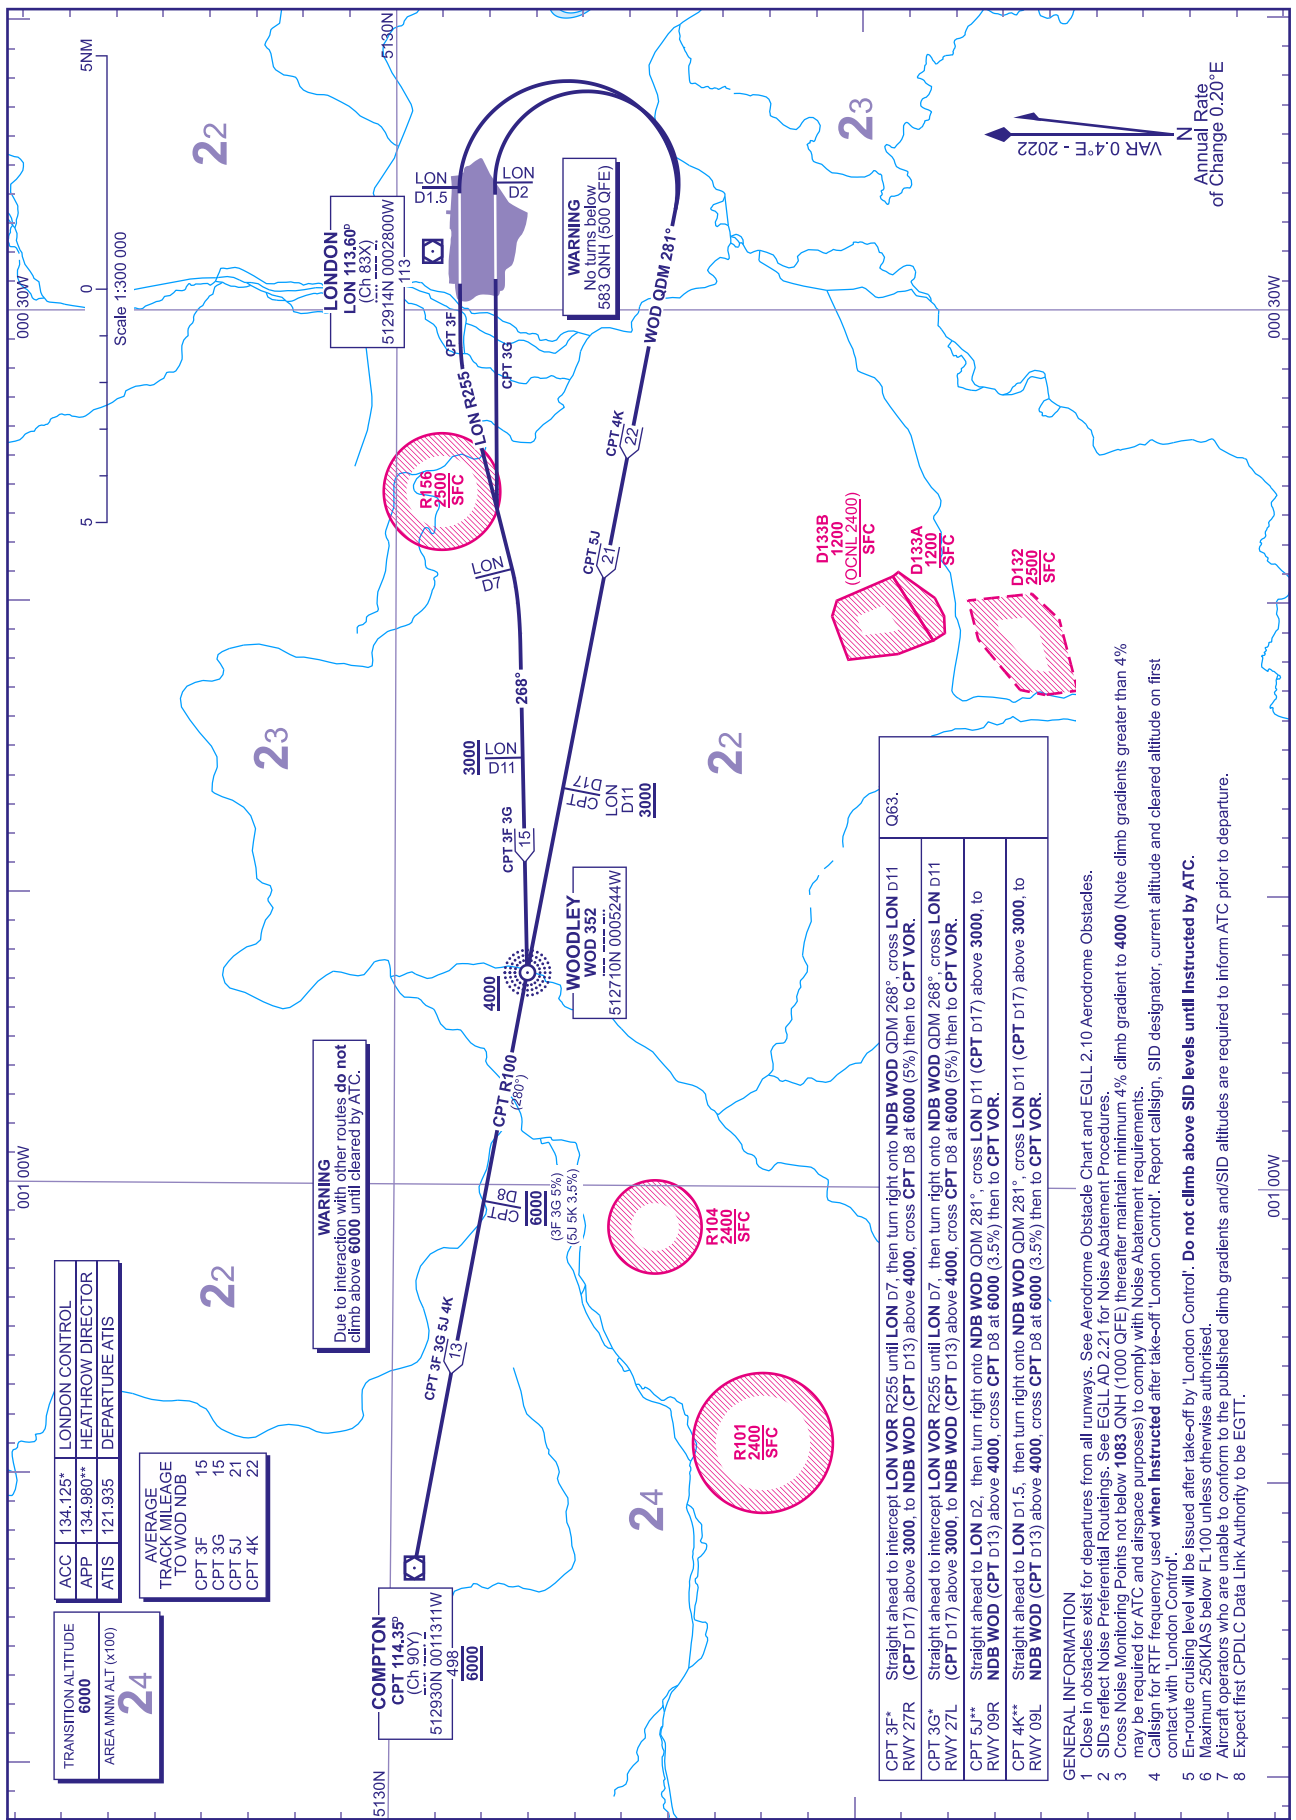 TRANSITION ALTITUDE
6000
AREA MNM ALT (x100)
24
ACC 134.125* LONDON CONTROL
APP 134.980** HEATHROW DIRECTOR
ATIS 121.935 DEPARTURE ATIS
AVERAGE
TRACK MILEAGE
TO WOD NDB
CPT 3F 15
CPT 3G 15
CPT 5J 21
CPT 4K 22
001 00W
000 30W
5 0 5NM
Scale 1:300 000
22
23
22
WARNING
Due to interaction with other routes do not
climb above 6000 until cleared by ATC.
LONDON
LON 113.60ᴰ
(Ch 83X)
512914N 0002800W
113
5130N
5130N
COMPTON
CPT 114.35ᴰ
(Ch 90Y)
512930N 0011311W
498
6000
CPT 3F 3G 5J 4K
13
CPT
D8
6000
(3F 3G 5%)
(5J 5K 3.5%)
CPT R100
(280°)
4000
WOODLEY
WOD 352
512710N 0005244W
CPT 3F 3G
15
3000
LON
D11
268°
LON
D7
R156
2500
SFC
LON R255
CPT 3F
CPT 3G
LON
D1.5
LON
D2
WARNING
No turns below
583 QNH (500 QFE)
WOD QDM 281°
CPT 4K
22
CPT 5J
21
CPT
D17
LON
D11
3000
24
22
23
R101
2400
SFC
R104
2400
SFC
D133B
1200
(OCNL 2400)
SFC
D133A
1200
SFC
D132
2500
SFC
VAR 0.4°E - 2022
N
Annual Rate
of Change 0.20°E
CPT 3F* Straight ahead to intercept LON VOR R255 until LON D7, then turn right onto NDB WOD QDM 268°, cross LON D11 Q63.
RWY 27R (CPT D17) above 3000, to NDB WOD (CPT D13) above 4000, cross CPT D8 at 6000 (5%) then to CPT VOR.
CPT 3G* Straight ahead to intercept LON VOR R255 until LON D7, then turn right onto NDB WOD QDM 268°, cross LON D11
RWY 27L (CPT D17) above 3000, to NDB WOD (CPT D13) above 4000, cross CPT D8 at 6000 (5%) then to CPT VOR.
CPT 5J** Straight ahead to LON D2, then turn right onto NDB WOD QDM 281°, cross LON D11 (CPT D17) above 3000, to
RWY 09R NDB WOD (CPT D13) above 4000, cross CPT D8 at 6000 (3.5%) then to CPT VOR.
CPT 4K** Straight ahead to LON D1.5, then turn right onto NDB WOD QDM 281°, cross LON D11 (CPT D17) above 3000, to
RWY 09L NDB WOD (CPT D13) above 4000, cross CPT D8 at 6000 (3.5%) then to CPT VOR.
GENERAL INFORMATION
1 Close in obstacles exist for departures from all runways. See Aerodrome Obstacle Chart and EGLL 2.10 Aerodrome Obstacles.
2 SIDs reflect Noise Preferential Routeings. See EGLL AD 2.21 for Noise Abatement Procedures.
3 Cross Noise Monitoring Points not below 1083 QNH (1000 QFE) thereafter maintain minimum 4% climb gradient to 4000 (Note climb gradients greater than 4%
may be required for ATC and airspace purposes) to comply with Noise Abatement requirements.
4 Callsign for RTF frequency used when Instructed after take-off 'London Control'. Report callsign, SID designator, current altitude and cleared altitude on first
contact with 'London Control'.
5 En-route cruising level will be issued after take-off by 'London Control'. Do not climb above SID levels until Instructed by ATC.
6 Maximum 250KIAS below FL100 unless otherwise authorised.
7 Aircraft operators who are unable to conform to the published climb gradients and/SID altitudes are required to inform ATC prior to departure.
8 Expect first CPDLC Data Link Authority to be EGTT.
001 00W
000 30W